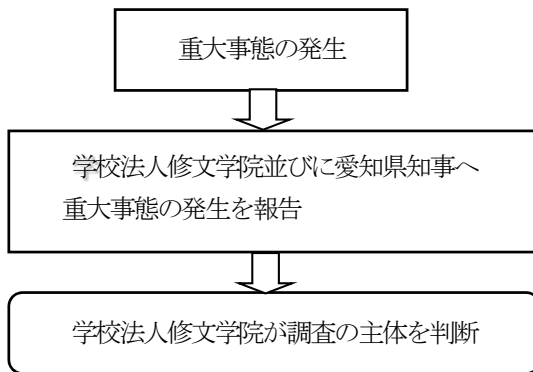 重大事態の発生
学校法人修文学院並びに愛知県知事へ
重大事態の発生を報告
学校法人修文学院が調査の主体を判断